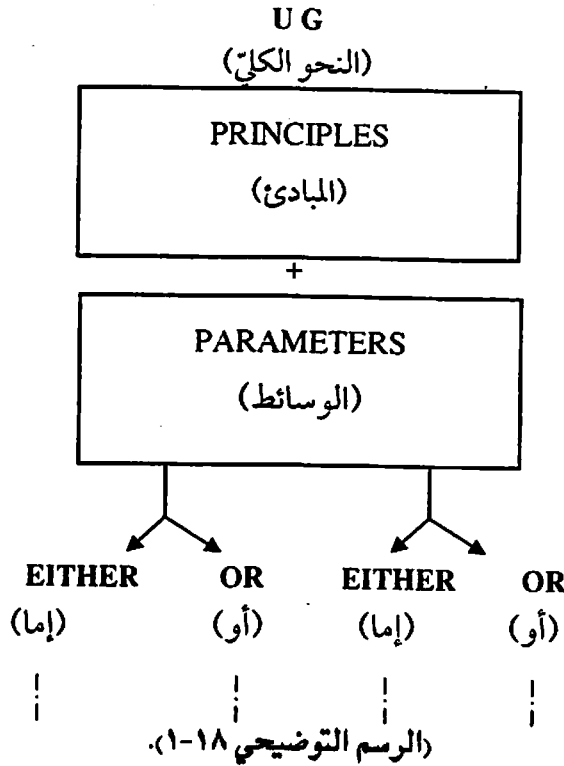 U G
(النحو الكليّ)
PRINCIPLES
(المبادئ)
+
PARAMETERS
(الوسائط)
EITHER OR EITHER OR
(إما) (أو) (إما) (أو)
(الرسم التوضيحي ١٨-١).